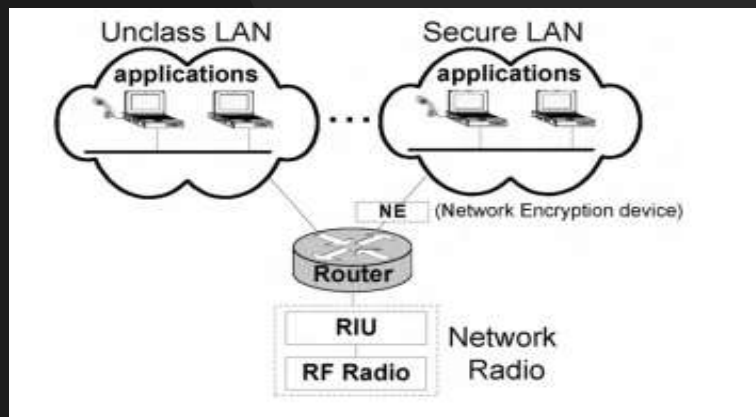 Unclass LAN
Secure LAN
applications
applications
...
NE
(Network Encryption device)
Router
RIU
Network
RF Radio
Radio